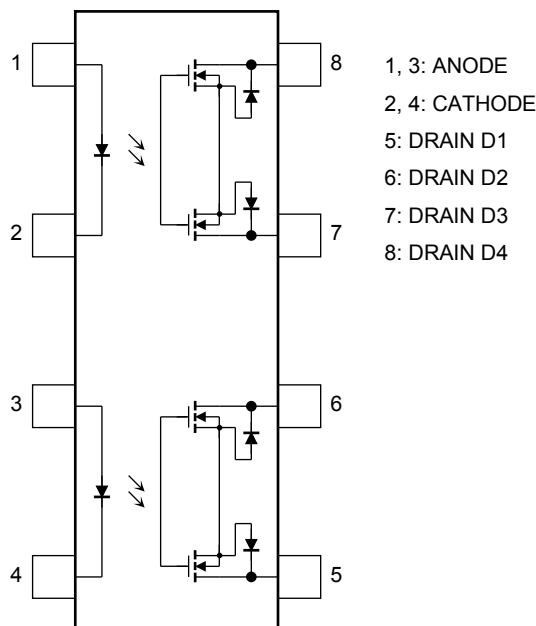 1
2
3
4
8
7
6
5
1, 3: ANODE
2, 4: CATHODE
5: DRAIN D1
6: DRAIN D2
7: DRAIN D3
8: DRAIN D4